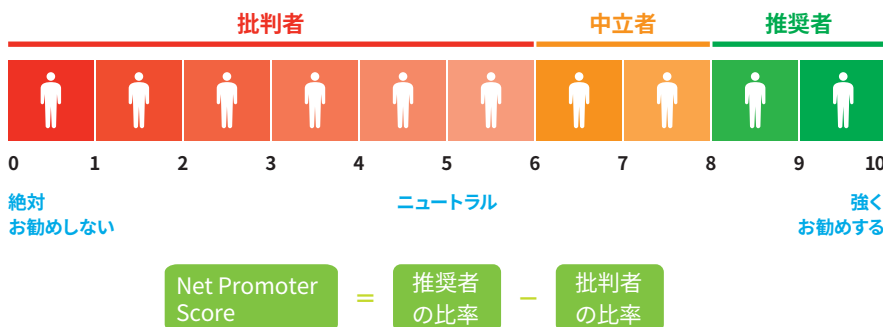 批判者 中立者 推奨者
0 1 2 3 4 5 6 7 8 9 10
絶対
お勧めしない
ニュートラル
強く
お勧めする
Net Promoter
Score
=
推奨者
の比率
−
批判者
の比率